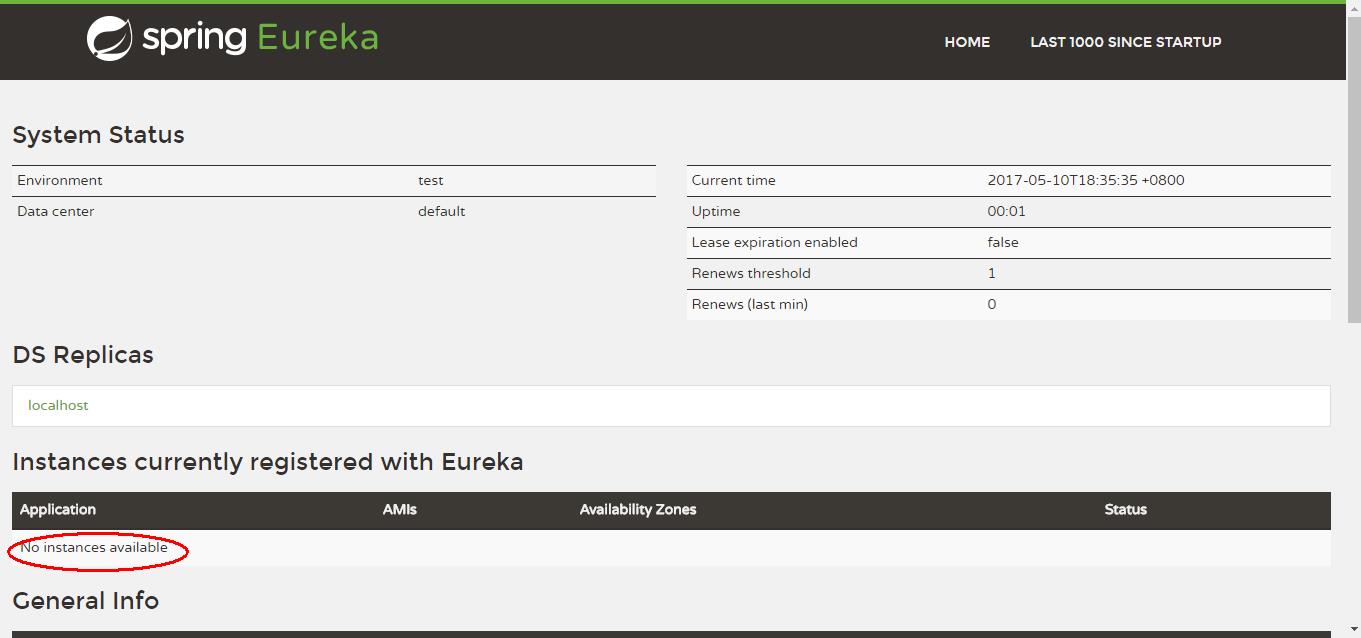 spring Eureka
HOME LAST 1000 SINCE STARTUP
System Status
Environment test
Data center default
Current time 2017-05-10T18:35:35 +0800
Uptime 00:01
Lease expiration enabled false
Renews threshold 1
Renews (last min) 0
DS Replicas
localhost
Instances currently registered with Eureka
Application AMIs Availability Zones Status
No instances available
General Info